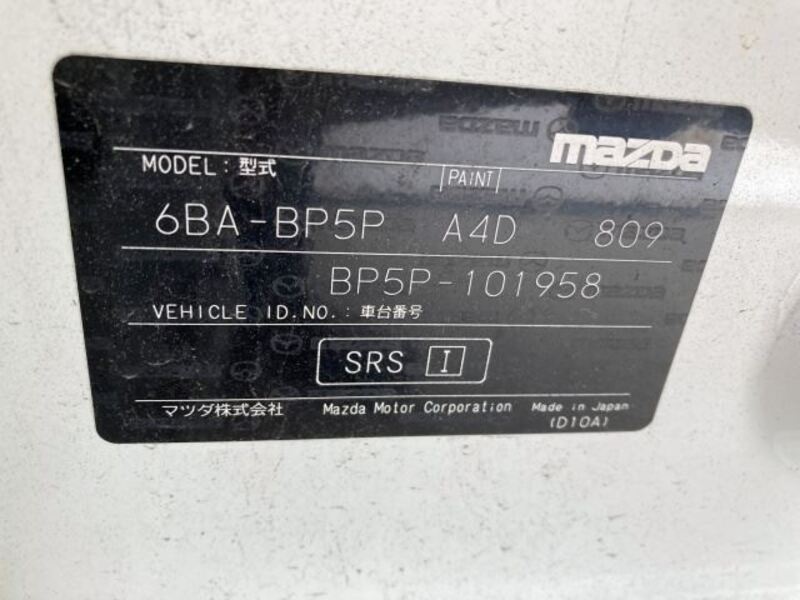 mazda
MODEL: 型式 PAINT
6BA-BP5P A4D 809
BP5P-101958
VEHICLE ID.NO.: 車台番号
SRS I
マツダ株式会社 Mazda Motor Corporation Made in Japan
(D10A)